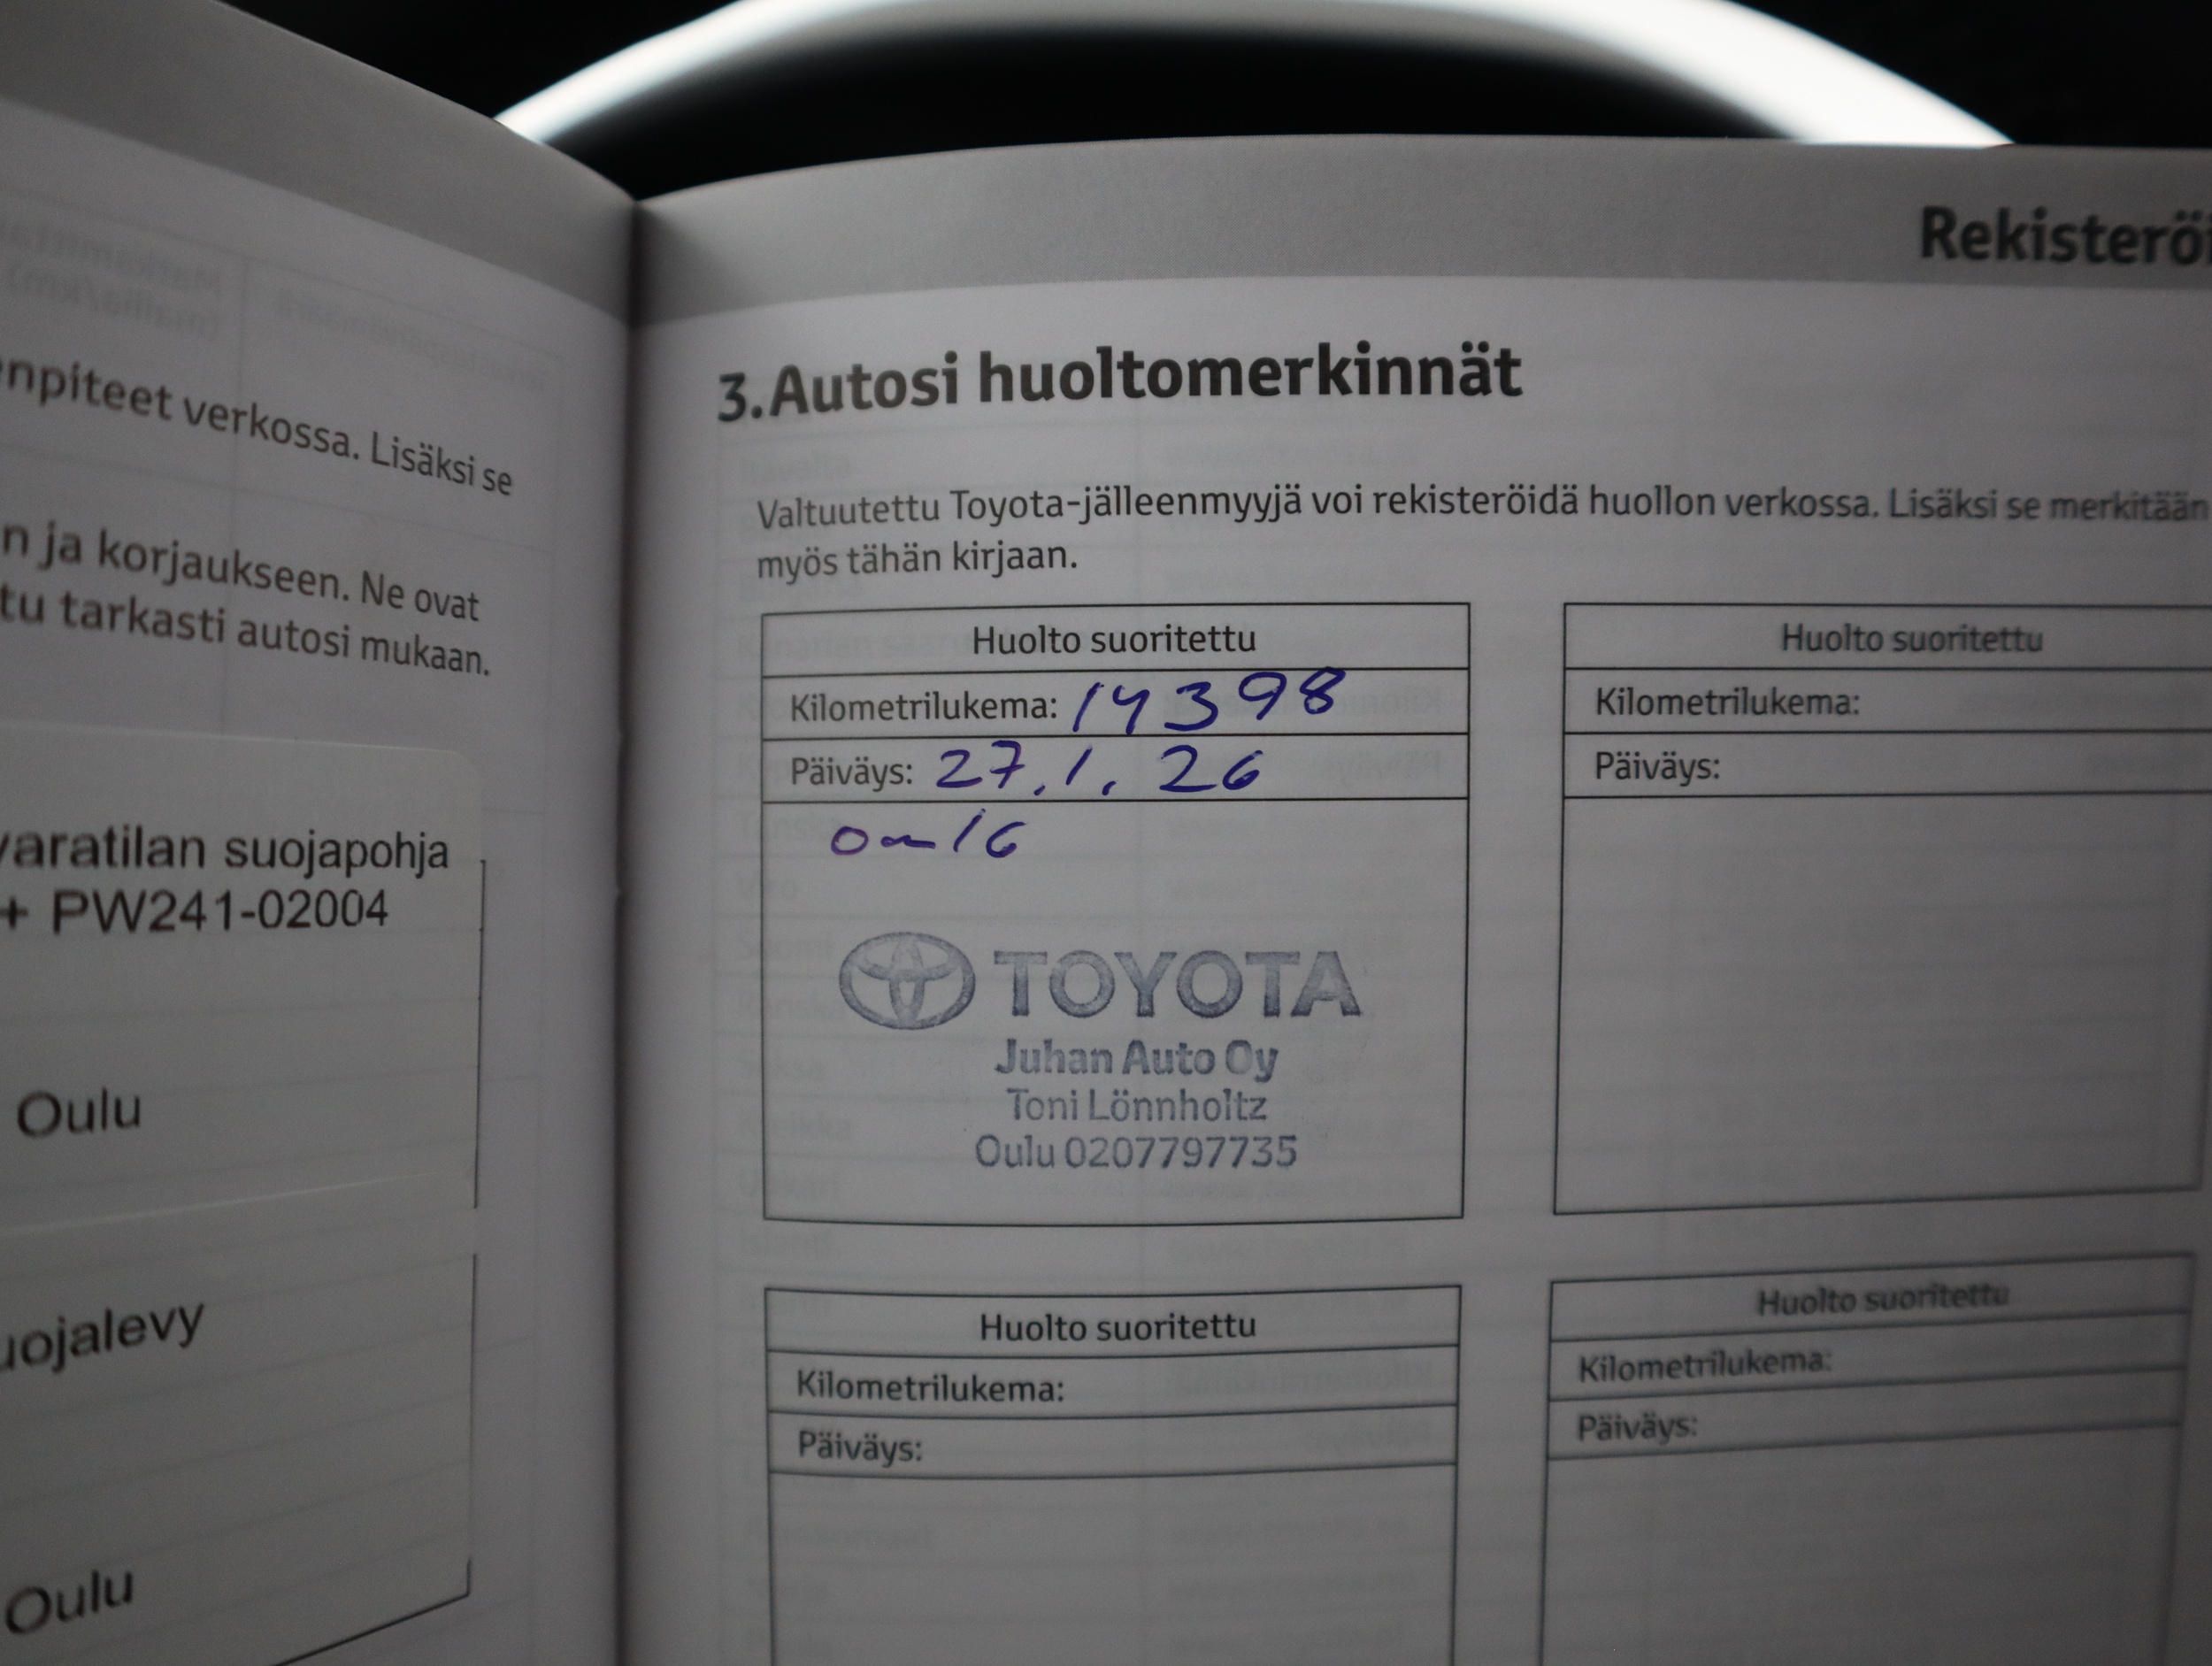 npiteet verkossa. Lisäksi se
n ja korjaukseen. Ne ovat
tu tarkasti autosi mukaan.
varatilan suojapohja
+ PW241-02004
Oulu
uojalevy
Oulu
Rekisteröi
3. Autosi huoltomerkinnät
Valtuutettu Toyota-jälleenmyyjä voi rekisteröidä huollon verkossa. Lisäksi se merkitään
myös tähän kirjaan.
Huolto suoritettu
Kilometrilukema: 14398
Päiväys: 27.1.26
TOYOTA
Juhan Auto Oy
Toni Lönnholtz
Oulu 0207797735
Huolto suoritettu
Kilometrilukema:
Päiväys:
Huolto suoritettu
Kilometrilukema:
Päiväys:
Huolto suoritettu
Kilometrilukema:
Päiväys: